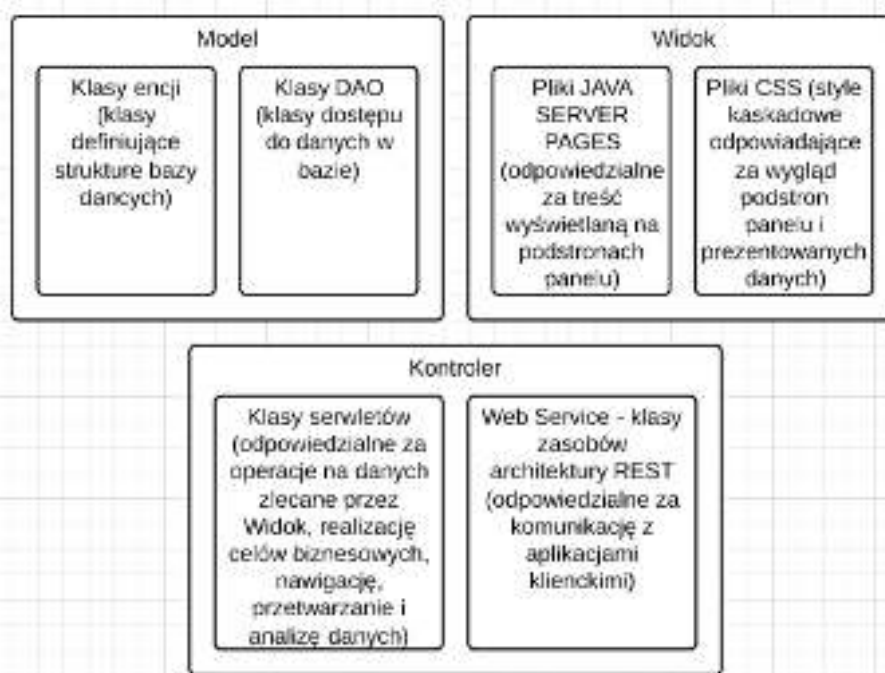 Model
Klasy encji
(klasy
definiujące
strukture bazy
dancych)
Klasy DAO
(klasy dostępu
do danych w
bazie)
Widok
Pliki JAVA
SERVER
PAGES
(odpowiedzialne
za treść
wyświetlaną na
podstronach
panelu)
Pliki CSS (style
kaskadowe
odpowiadające
za wygląd
podstron
panelu i
prezentowanych
danych)
Kontroler
Klasy serwletów
(odpowiedzialne za
operacje na danych
zlecane przez
Widok, realizację
celów biznesowych,
nawigację,
przetwarzanie i
analizę danych)
Web Service - klasy
zasobów
architektury REST
(odpowiedzialne za
komunikację z
aplikacjami
klienckimi)